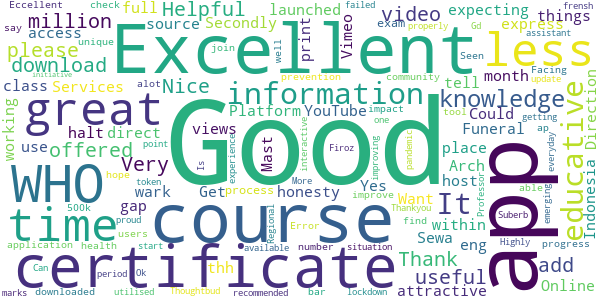 Eccellent
check
full
launched
Vimeo
video
expecting
exam
failed
properly
Gd
assistant
frensh
say
million
Helpful
source
Secondly
express
things
unique
join
Excellent
less
please
access
print
well
Seen
Facing
update
download
Nice
information
tell
month
working
class
Services
prevention
community
knowledge
tool
getting
great
Platform
YouTube
impact
Could
Direction
educative
Indonesia
use
halt
direct
views
one
Funeral
ap
offered
Mast
Firoz
interactive
improving
pandemic
place
everyday
initiative
point
Good
app
WHO
Very
Is
experiences
Arch
emerging
hope
wark
Get
honesty
Yes
improve
host
able
Suberb
time
course
It
token
process
More
Want
Professor
gap
Thankyou
within
500k
proud
Regional
Error
find
Sewa
Highly
application
health
users
available
number
situation
eng
progress
Can
start
certificate
Thank
add
Online
period
0k
thh
useful
attractive
marks
downloaded
utilised
Thoughtbud
recommended
bar
lockdown
alot